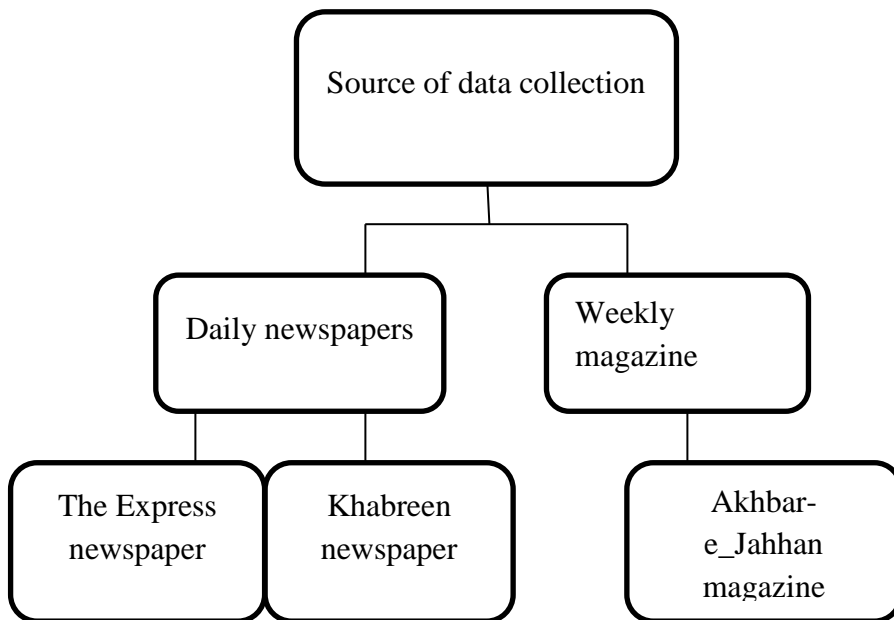 Source of data collection
Daily newspapers
Weekly
magazine
The Express
newspaper
Khabreen
newspaper
Akhbar-
e_Jahhan
magazine